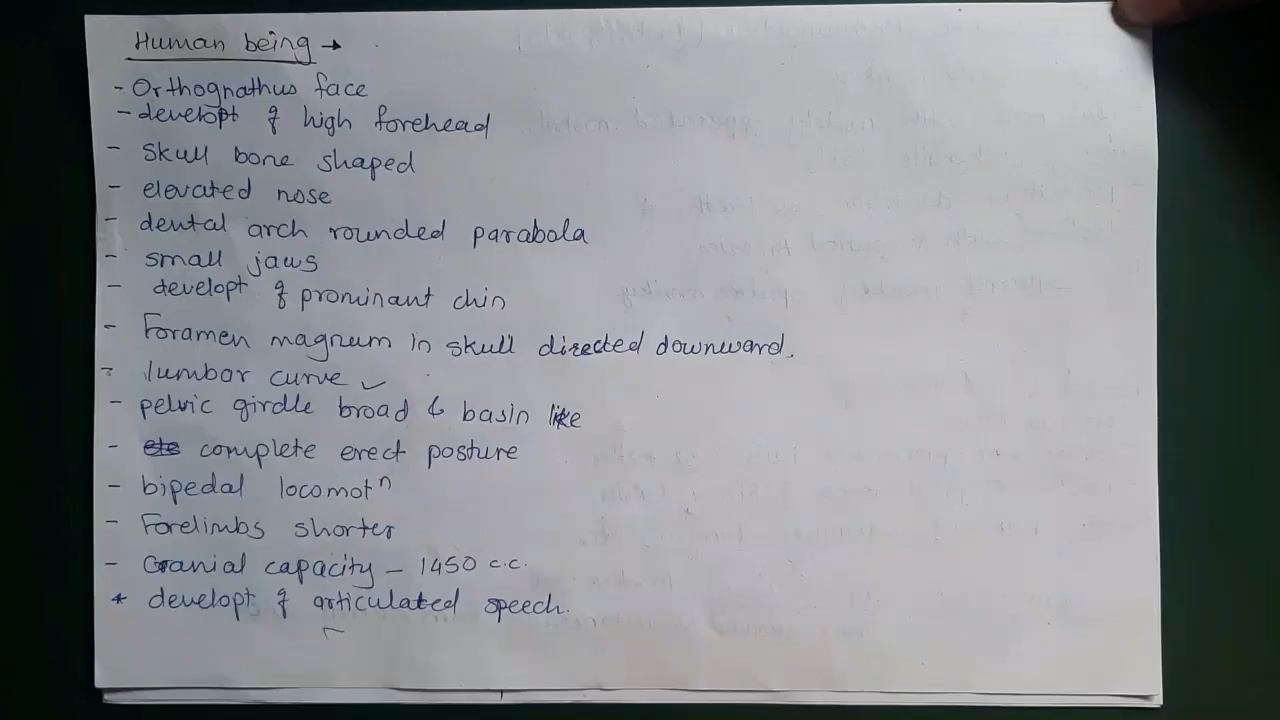 Human being →
- Orthognathus face
- developt of high forehead
- skull bone shaped
- elevated nose
- dental arch rounded parabola
- small jaws
- developt of prominant chin
- Foramen magnum in skull directed downward.
- lumbar curve ✓
- pelvic girdle broad & basin like
- complete erect posture
- bipedal locomotⁿ
- Forelimbs shorter
- Cranial capacity – 1450 c.c.
* developt of articulated speech.